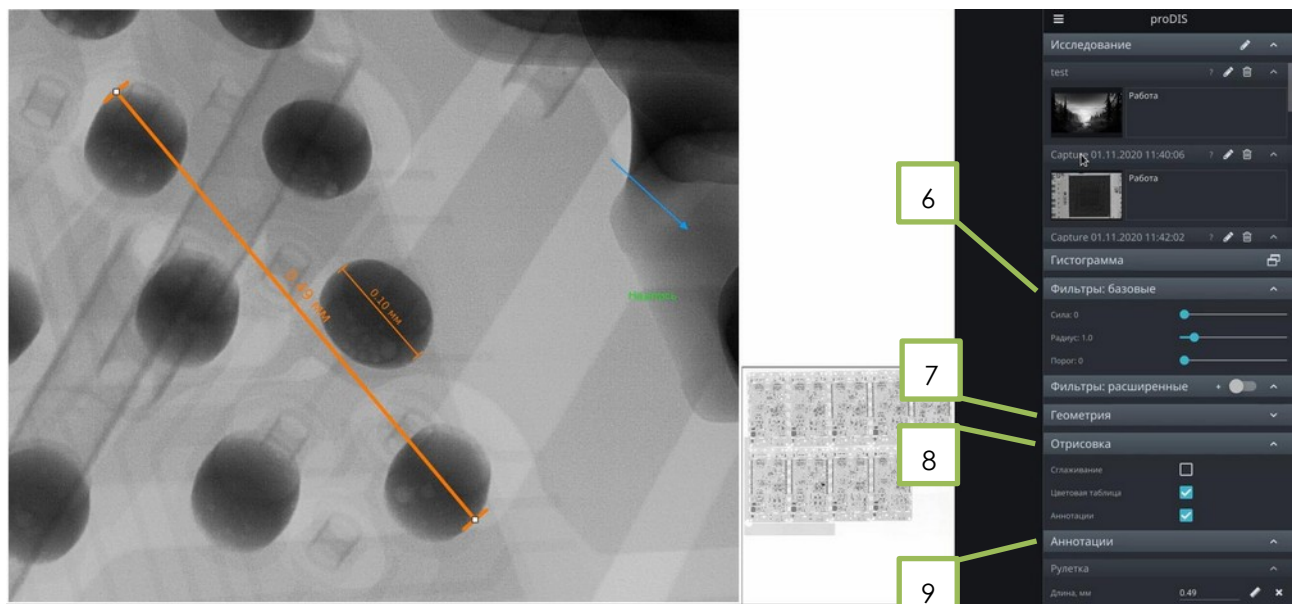 0.49 мм
0.10 мм
6
7
8
9
proDIS
Исследование
test
?
Работа
Capture 01.11.2020 11:40:06
?
Работа
Capture 01.11.2020 11:42:02
?
Гистограмма
Фильтры: базовые
Сила: 0
Радиус: 1.0
Порог: 0
Фильтры: расширенные
Геометрия
Отрисовка
Сглаживание
Цветовая таблица
Аннотации
Аннотации
Рулетка
Длина, мм 0.49